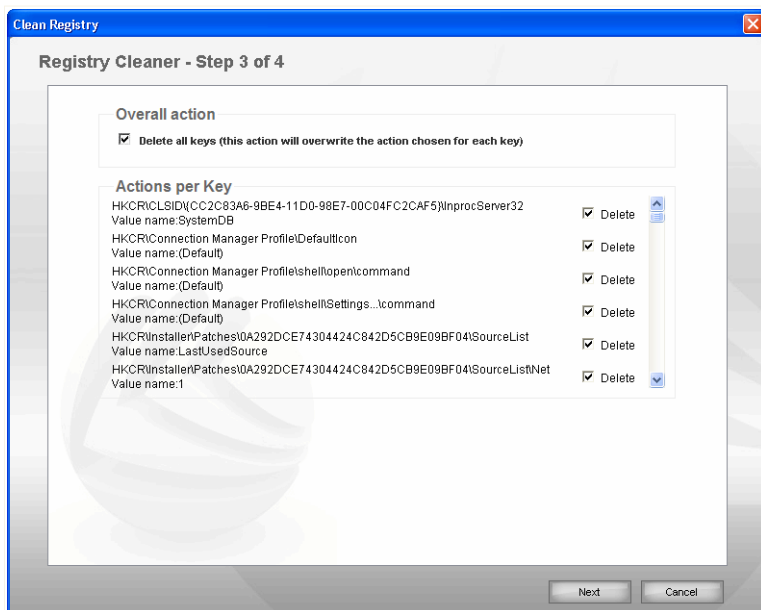 Clean Registry
Registry Cleaner - Step 3 of 4
Overall action
Delete all keys (this action will overwrite the action chosen for each key)
Actions per Key
HKCR\CLSID\{CC2C83A6-9BE4-11D0-98E7-00C04FC2CAF5}\InprocServer32
Value name:SystemDB
Delete
HKCR\Connection Manager Profile\DefaultIcon
Value name:(Default)
Delete
HKCR\Connection Manager Profile\shell\open\command
Value name:(Default)
Delete
HKCR\Connection Manager Profile\shell\Settings...\command
Value name:(Default)
Delete
HKCR\Installer\Patches\0A292DCE74304424C842D5CB9E09BF04\SourceList
Value name:LastUsedSource
Delete
HKCR\Installer\Patches\0A292DCE74304424C842D5CB9E09BF04\SourceList\Net
Value name:1
Delete
Next
Cancel